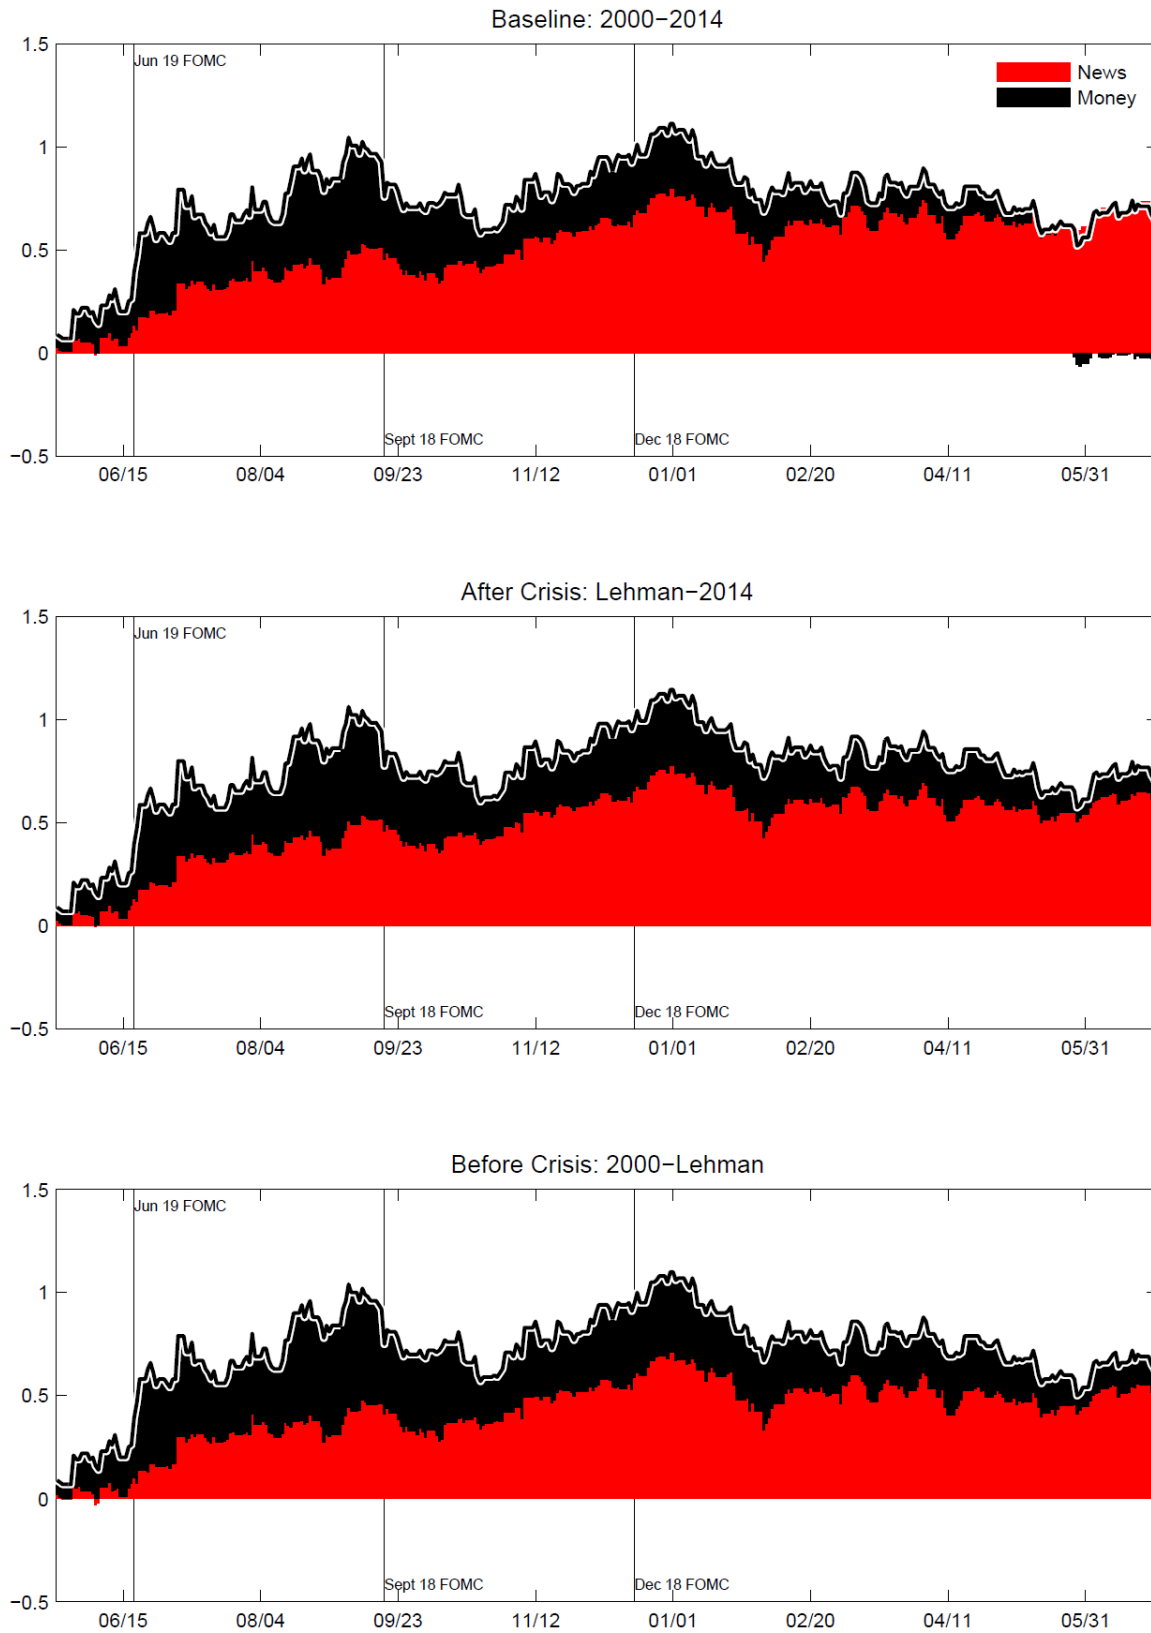 Baseline: 2000−2014
1.5
Jun 19 FOMC
News
Money
1
0.5
0
Sept 18 FOMC
Dec 18 FOMC
−0.5
06/15 08/04 09/23 11/12 01/01 02/20 04/11 05/31
After Crisis: Lehman−2014
1.5
Jun 19 FOMC
1
0.5
0
Sept 18 FOMC
Dec 18 FOMC
−0.5
06/15 08/04 09/23 11/12 01/01 02/20 04/11 05/31
Before Crisis: 2000−Lehman
1.5
Jun 19 FOMC
1
0.5
0
Sept 18 FOMC
Dec 18 FOMC
−0.5
06/15 08/04 09/23 11/12 01/01 02/20 04/11 05/31